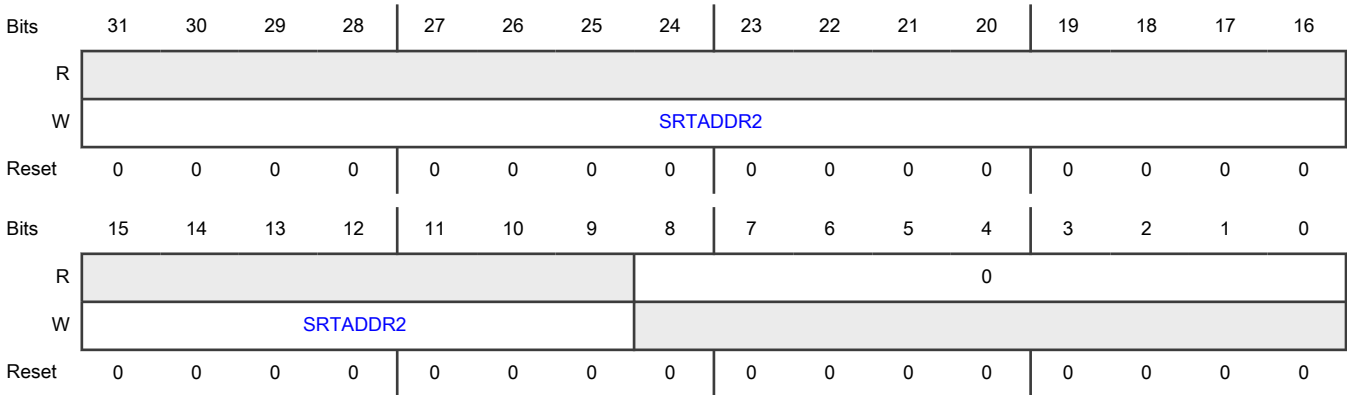 Bits 31 30 29 28 27 26 25 24 23 22 21 20 19 18 17 16
R
W SRTADDR2
Reset 0 0 0 0 0 0 0 0 0 0 0 0 0 0 0 0
Bits 15 14 13 12 11 10 9 8 7 6 5 4 3 2 1 0
R 0
W SRTADDR2
Reset 0 0 0 0 0 0 0 0 0 0 0 0 0 0 0 0